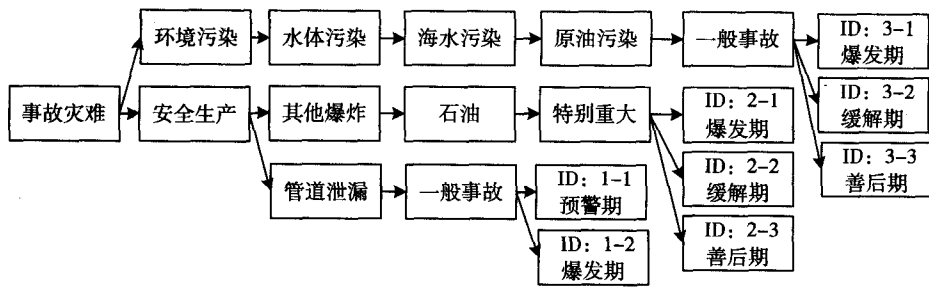 环境污染
水体污染
海水污染
原油污染
一般事故
ID: 3-1
爆发期
ID: 3-2
缓解期
ID: 3-3
善后期
事故灾难
安全生产
其他爆炸
石油
特别重大
ID: 2-1
爆发期
ID: 2-2
缓解期
ID: 2-3
善后期
管道泄漏
一般事故
ID: 1-1
预警期
ID: 1-2
爆发期